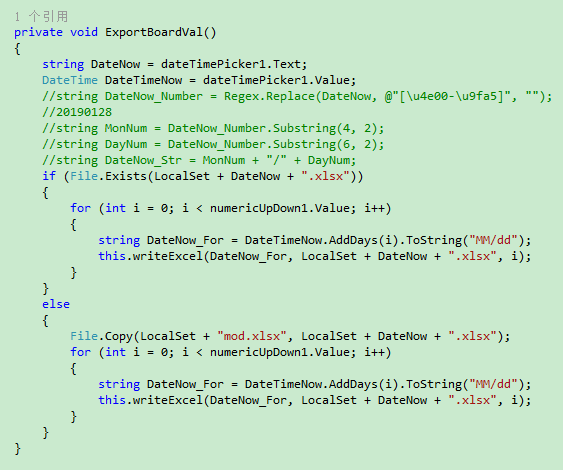 1 个引用
private void ExportBoardVal()
{
    string DateNow = dateTimePicker1.Text;
    DateTime DateTimeNow = dateTimePicker1.Value;
    //string DateNow_Number = Regex.Replace(DateNow, @"[\u4e00-\u9fa5]", "");
    //20190128
    //string MonNum = DateNow_Number.Substring(4, 2);
    //string DayNum = DateNow_Number.Substring(6, 2);
    //string DateNow_Str = MonNum + "/" + DayNum;
    if (File.Exists(LocalSet + DateNow + ".xlsx"))
    {
        for (int i = 0; i < numericUpDown1.Value; i++)
        {
            string DateNow_For = DateTimeNow.AddDays(i).ToString("MM/dd");
            this.writeExcel(DateNow_For, LocalSet + DateNow + ".xlsx", i);
        }
    }
    else
    {
        File.Copy(LocalSet + "mod.xlsx", LocalSet + DateNow + ".xlsx");
        for (int i = 0; i < numericUpDown1.Value; i++)
        {
            string DateNow_For = DateTimeNow.AddDays(i).ToString("MM/dd");
            this.writeExcel(DateNow_For, LocalSet + DateNow + ".xlsx", i);
        }
    }
}